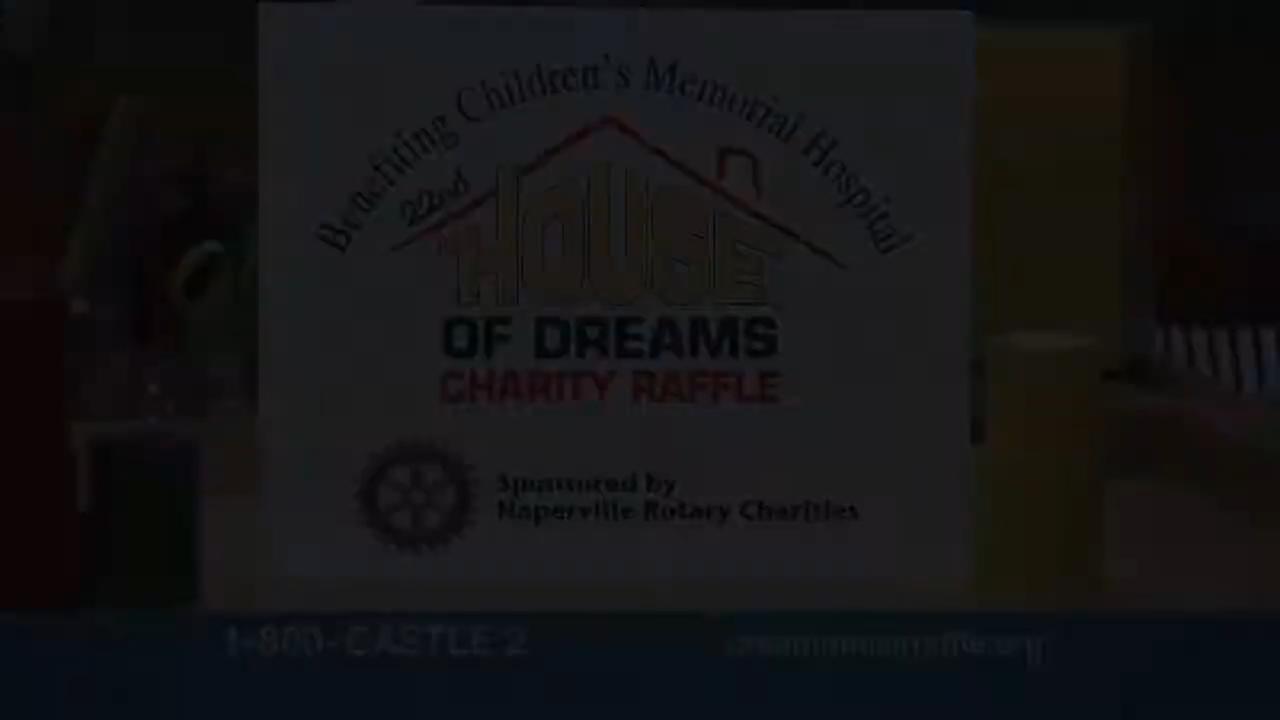 Benefiting Children's Memorial Hospital
22nd
HOUSE
OF DREAMS
CHARITY RAFFLE
Sponsored by
Naperville Rotary Charities
1-800-CASTLE 2